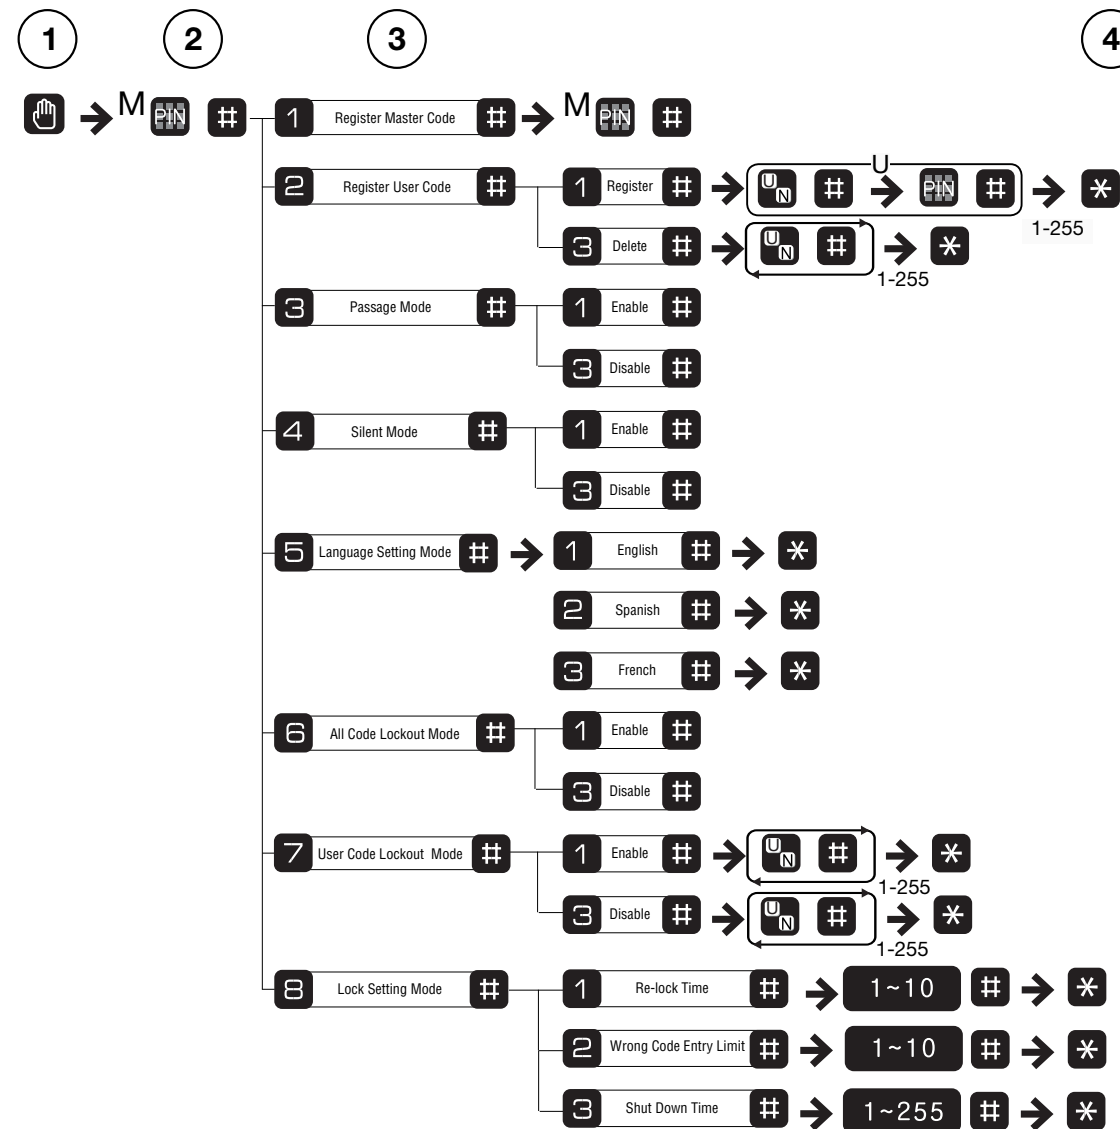 1 2 3 4
M PIN # 1 Register Master Code # M PIN #
2 Register User Code # 1 Register # U N # U PIN # *
1-255
3 Delete # U N # *
1-255
3 Passage Mode # 1 Enable #
3 Disable #
4 Silent Mode # 1 Enable #
3 Disable #
5 Language Setting Mode # 1 English # *
2 Spanish # *
3 French # *
6 All Code Lockout Mode # 1 Enable #
3 Disable #
7 User Code Lockout Mode # 1 Enable # U N # *
1-255
3 Disable # U N # *
1-255
8 Lock Setting Mode # 1 Re-lock Time # 1~10 # *
2 Wrong Code Entry Limit # 1~10 # *
3 Shut Down Time # 1~255 # *